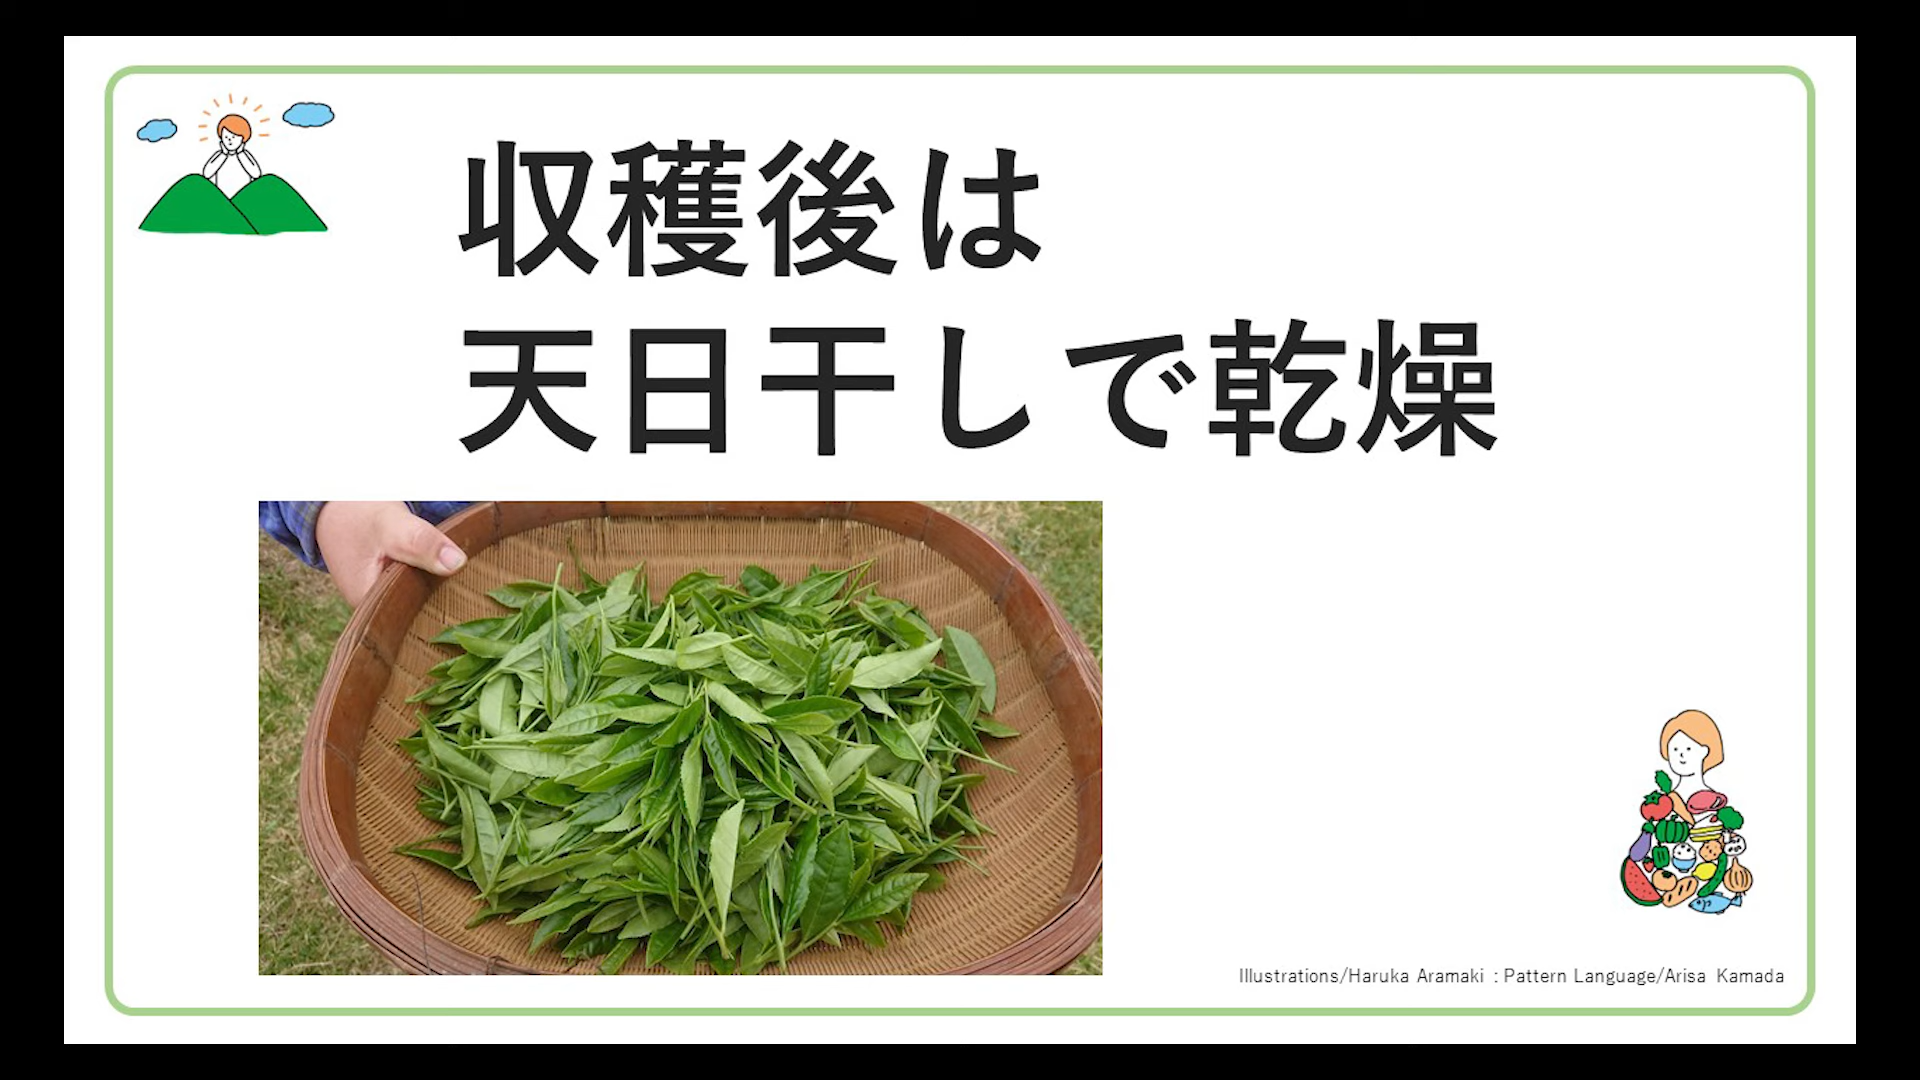 収穫後は
天日干しで乾燥
Illustrations/Haruka Aramaki : Pattern Language/Arisa Kamada